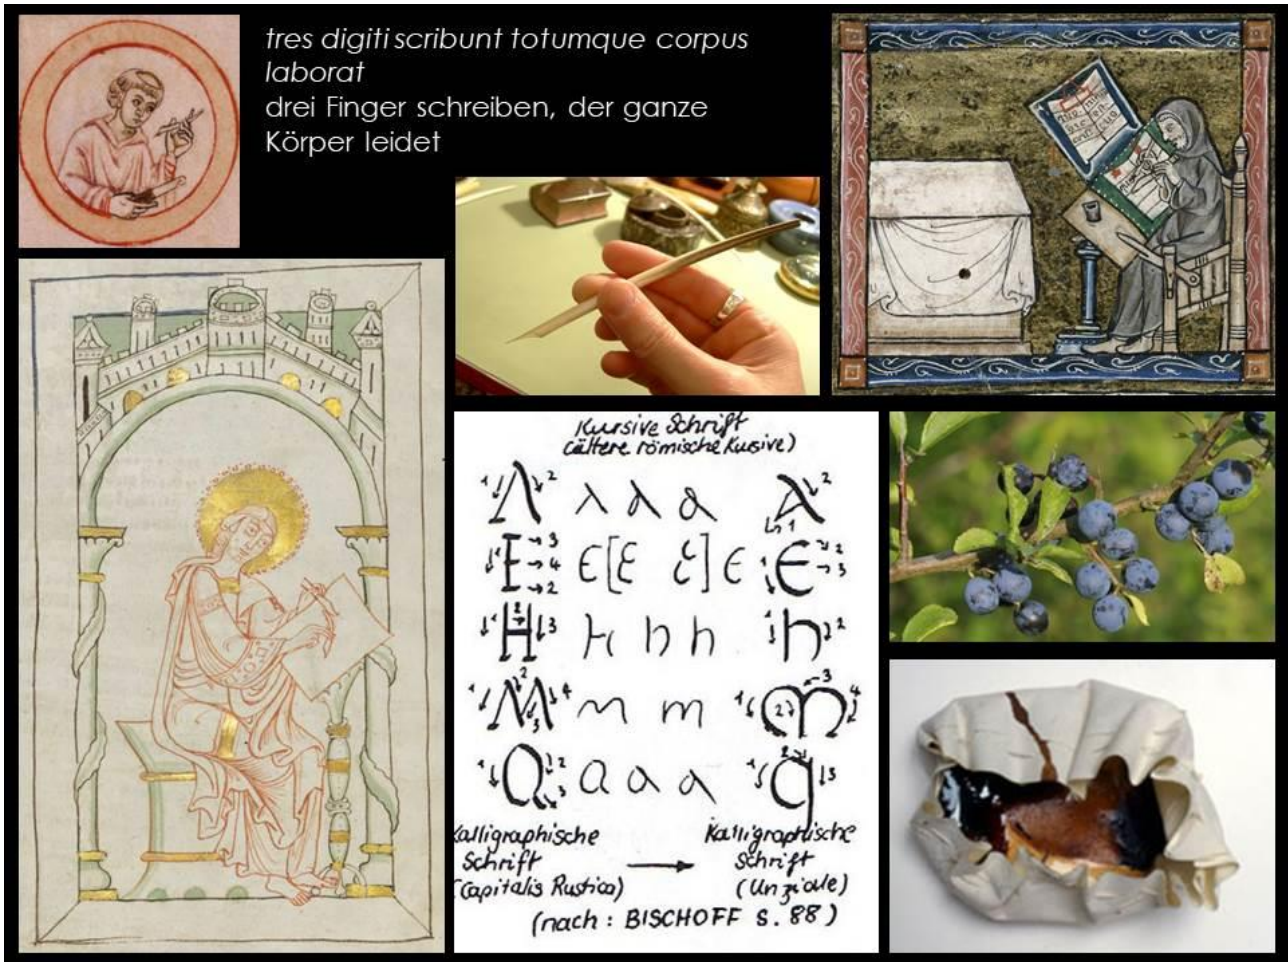 tres digiti scribunt totumque corpus
laborat
drei Finger schreiben, der ganze
Körper leidet
Kursive Schrift
(ältere römische Kursive)
Kalligraphische
Schrift
(Capitalis Rustica)
Kalligraphische
Schrift
(Unziale)
(nach: BISCHOFF S. 88)